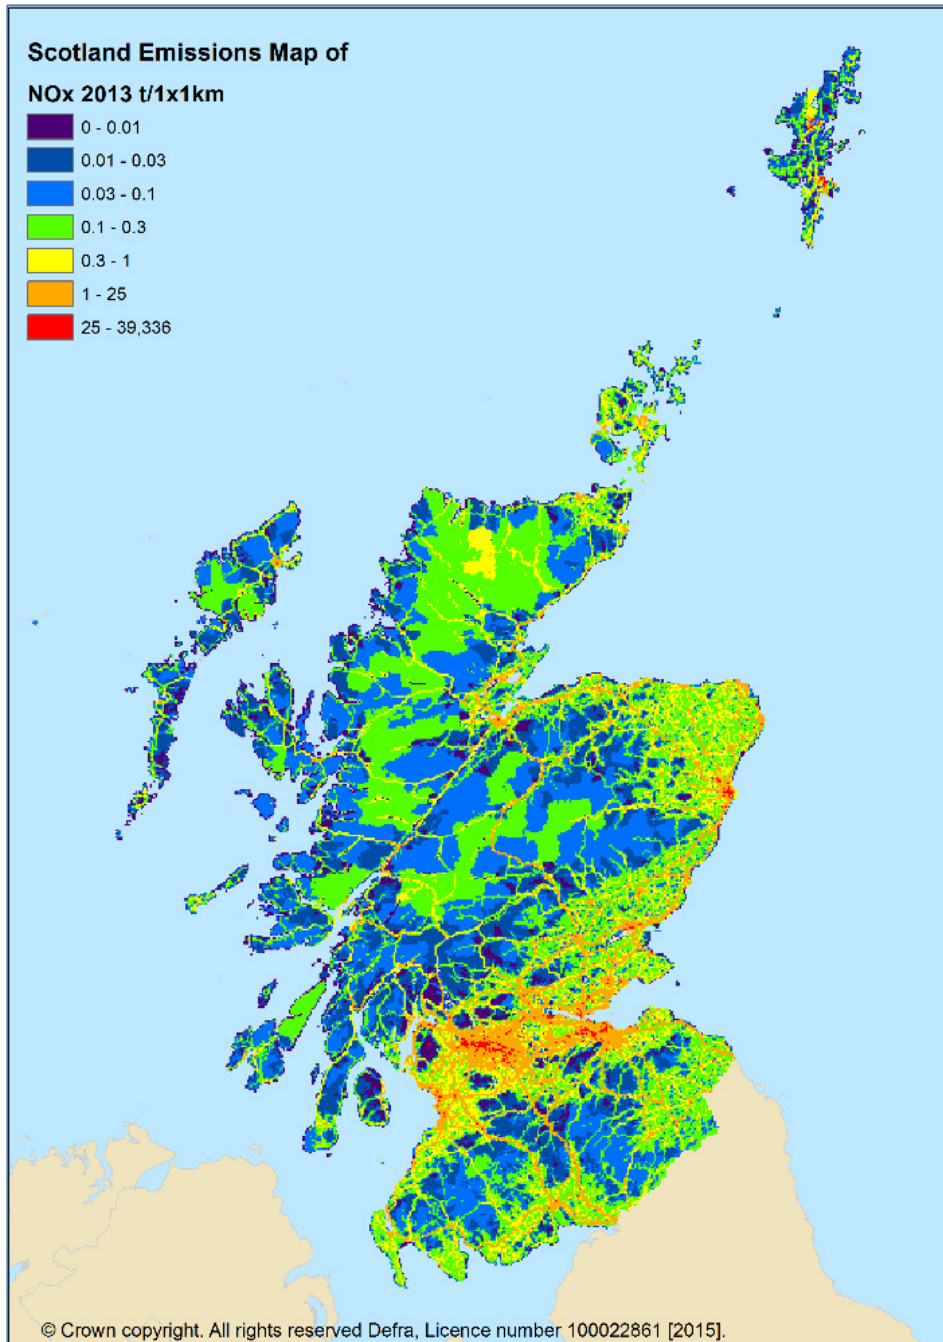 Scotland Emissions Map of
NOx 2013 t/1x1km
0 - 0.01
0.01 - 0.03
0.03 - 0.1
0.1 - 0.3
0.3 - 1
1 - 25
25 - 39,336
© Crown copyright. All rights reserved Defra, Licence number 100022861 [2015].